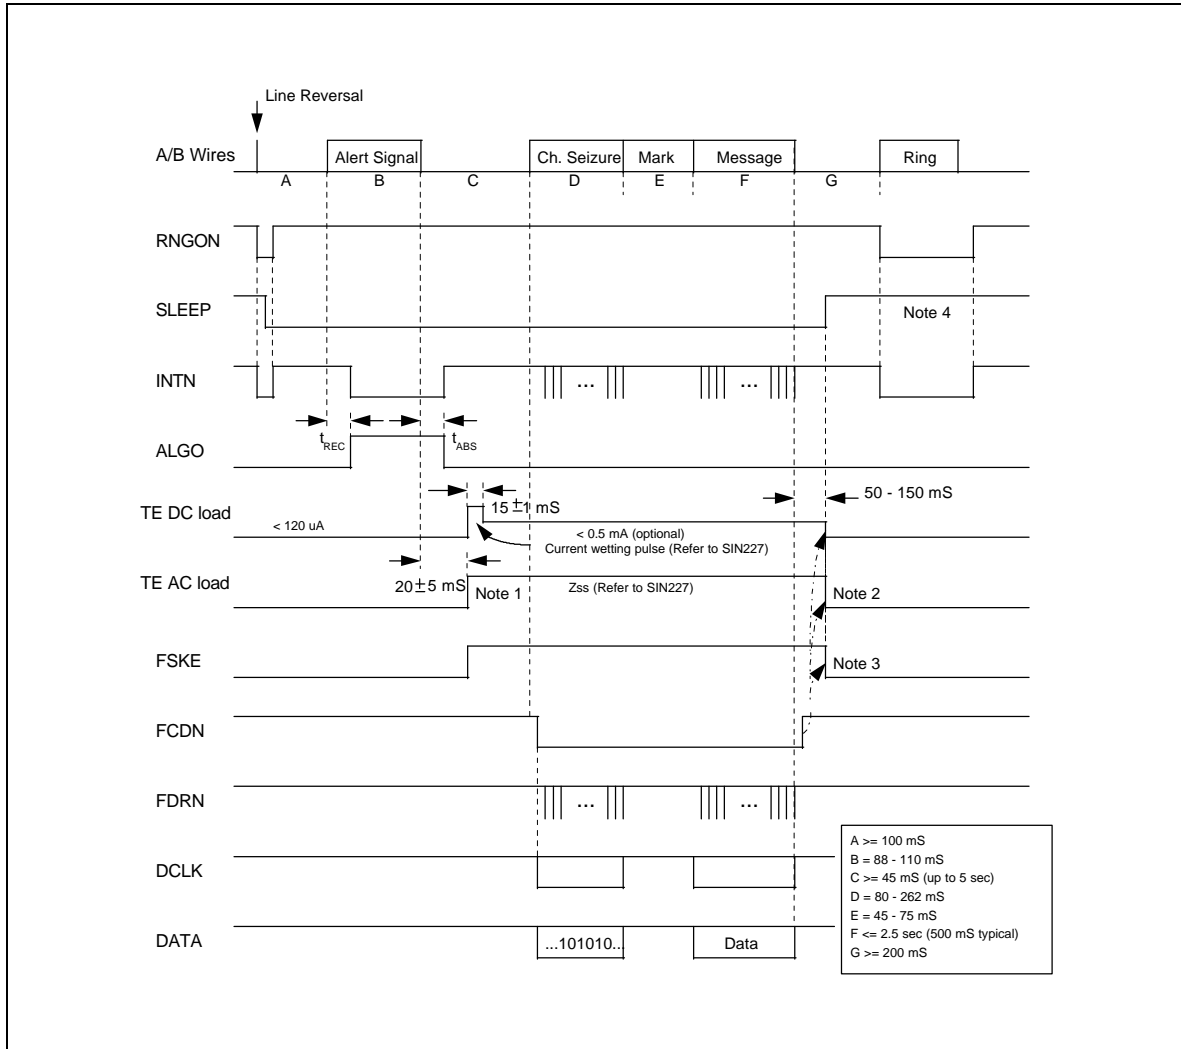 Line Reversal
A/B Wires
Alert Signal
Ch. Seizure
Mark
Message
Ring
A
B
C
D
E
F
G
RNGON
SLEEP
Note 4
INTN
...
...
tREC
tABS
ALGO
50 - 150 mS
15 ±1 mS
TE DC load
< 120 uA
< 0.5 mA (optional)
Current wetting pulse (Refer to SIN227)
TE AC load
20±5 mS
Note 1
Zss (Refer to SIN227)
Note 2
FSKE
Note 3
FCDN
FDRN
...
...
A >= 100 mS
B = 88 - 110 mS
C >= 45 mS (up to 5 sec)
D = 80 - 262 mS
E = 45 - 75 mS
F <= 2.5 sec (500 mS typical)
G >= 200 mS
DCLK
DATA
...101010...
Data